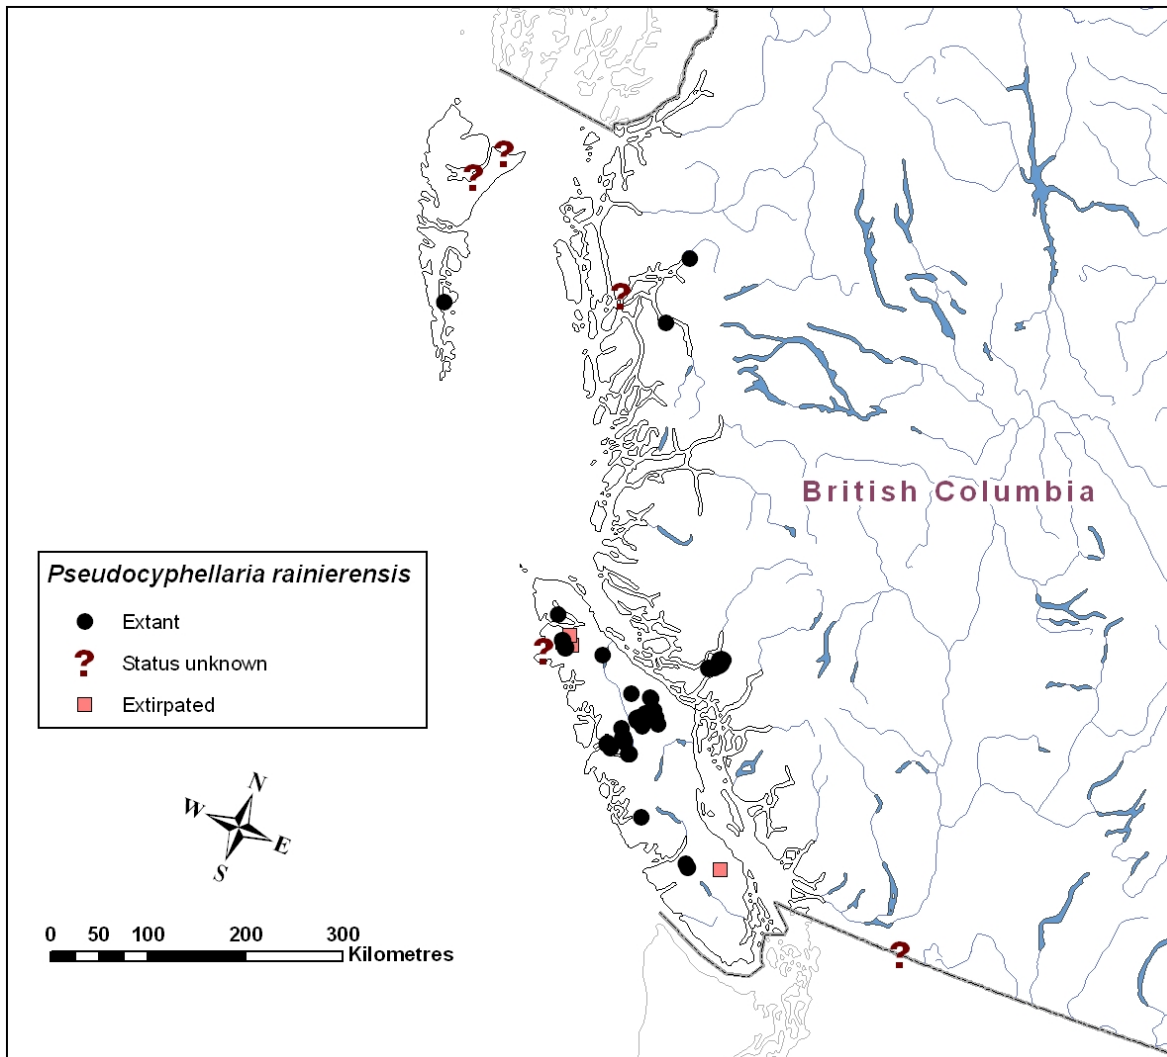 British Columbia
Pseudocyphellaria rainierensis
Extant
? Status unknown
Extirpated
N
W
E
S
0 50 100 200 300
Kilometres
?
?
?
?
?